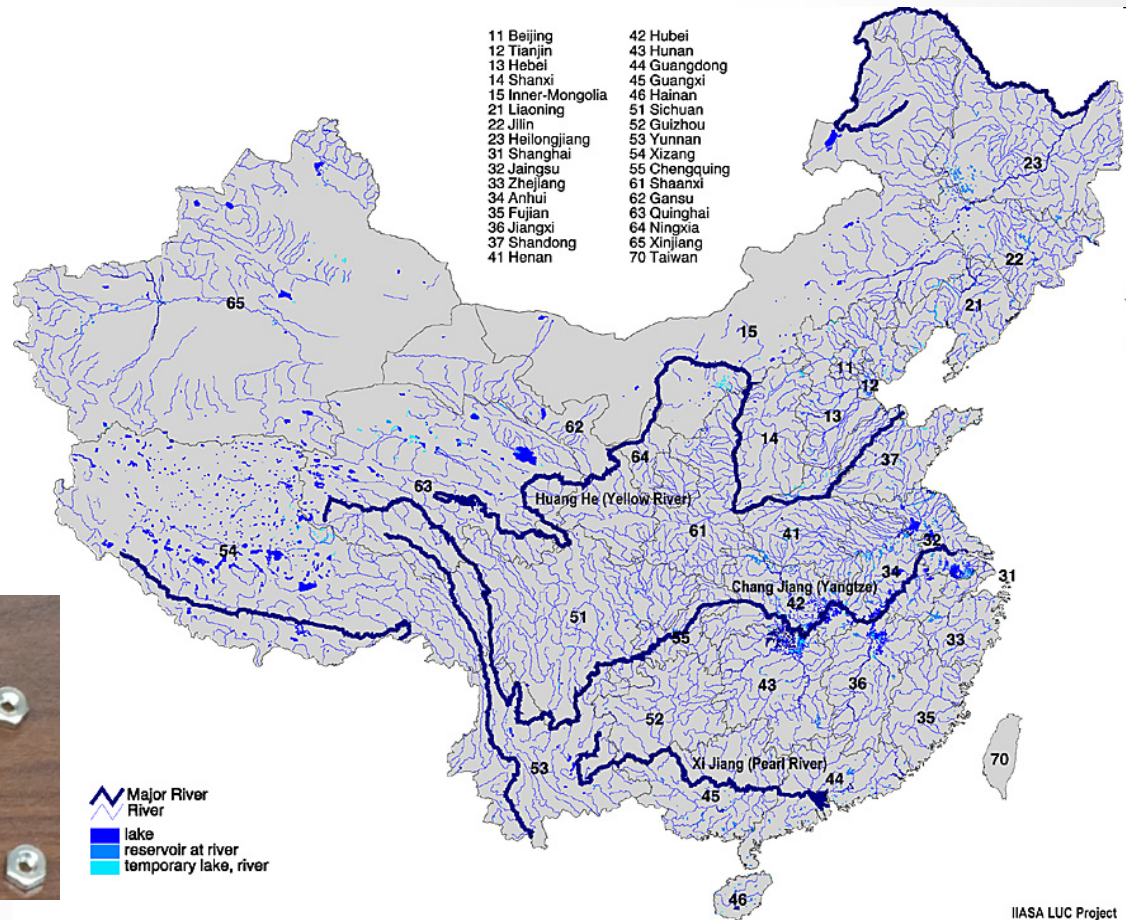 11 Beijing
12 Tianjin
13 Hebei
14 Shanxi
15 Inner-Mongolia
21 Liaoning
22 Jilin
23 Heilongjiang
31 Shanghai
32 Jaingsu
33 Zhejiang
34 Anhui
35 Fujian
36 Jiangxi
37 Shandong
41 Henan
42 Hubei
43 Hunan
44 Guangdong
45 Guangxi
46 Hainan
51 Sichuan
52 Guizhou
53 Yunnan
54 Xizang
55 Chengquing
61 Shaanxi
62 Gansu
63 Quinghai
64 Ningxia
65 Xinjiang
70 Taiwan
23
22
21
65
15
11
12
13
14
62
64
37
63
Huang He (Yellow River)
61
41
32
54
34
31
Chang Jiang (Yangtze)
42
51
55
33
43
36
52
35
53
Xi Jiang (Pearl River)
44
70
45
46
Major River
River
lake
reservoir at river
temporary lake, river
IIASA LUC Project